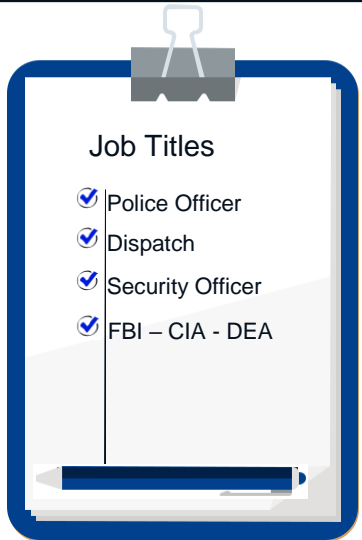 Job Titles
Police Officer
Dispatch
Security Officer
FBI – CIA - DEA